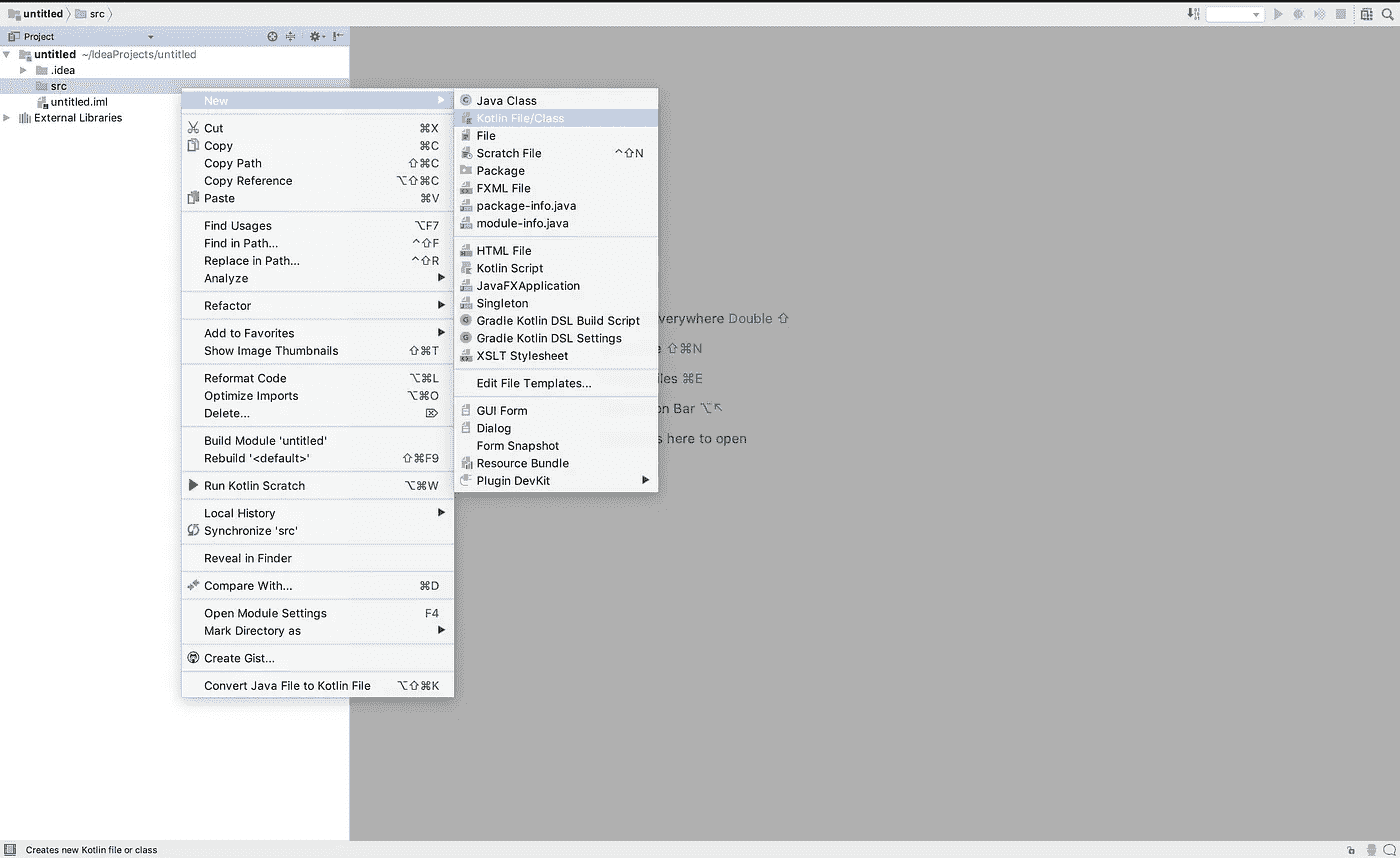 untitled src
Project
untitled ~/IdeaProjects/untitled
.idea
src
untitled.iml
External Libraries
New
Cut ⌘X
Copy ⌘C
Copy Path ⇧⌘C
Copy Reference ⌥⇧⌘C
Paste ⌘V
Find Usages ⌥F7
Find in Path... ^⇧F
Replace in Path... ^⇧R
Analyze
Refactor
Add to Favorites
Show Image Thumbnails ⇧⌘T
Reformat Code ⌥⌘L
Optimize Imports ⌥⌘O
Delete... ⌦
Build Module 'untitled'
Rebuild '<default>' ⇧⌘F9
Run Kotlin Scratch ⌥⌘W
Local History
Synchronize 'src'
Reveal in Finder
Compare With... ⌘D
Open Module Settings F4
Mark Directory as
Create Gist...
Convert Java File to Kotlin File ⌥⇧⌘K
Java Class
Kotlin File/Class
File
Scratch File ^⇧N
Package
FXML File
package-info.java
module-info.java
HTML File
Kotlin Script
JavaFXApplication
Singleton
Gradle Kotlin DSL Build Script
Gradle Kotlin DSL Settings
XSLT Stylesheet
Edit File Templates...
GUI Form
Dialog
Form Snapshot
Resource Bundle
Plugin DevKit
verywhere Double ⇧
e ⇧⌘N
iles ⌘E
on Bar ⌥↖
s here to open
Creates new Kotlin file or class